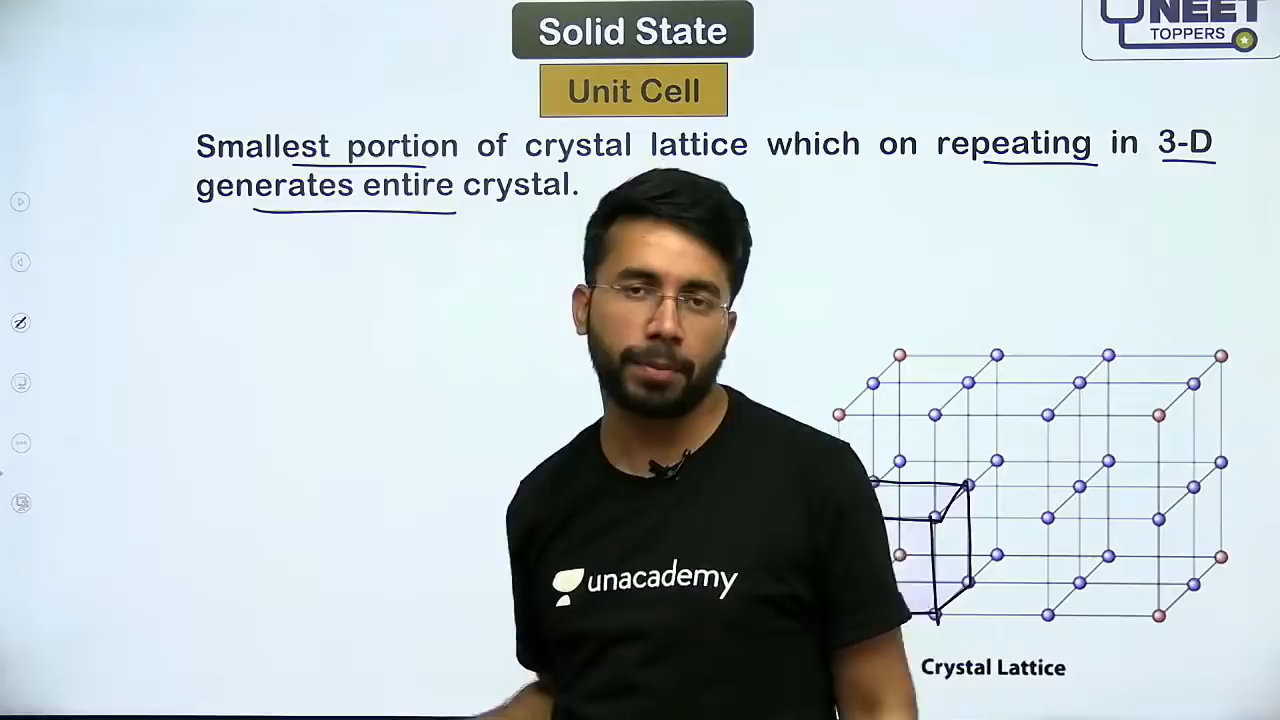 Solid State
NEET
TOPPERS
Unit Cell
Smallest portion of crystal lattice which on repeating in 3-D
generates entire crystal.
unacademy
Crystal Lattice